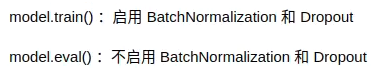 model.train() ：启用 BatchNormalization 和 Dropout
model.eval() ：不启用 BatchNormalization 和 Dropout